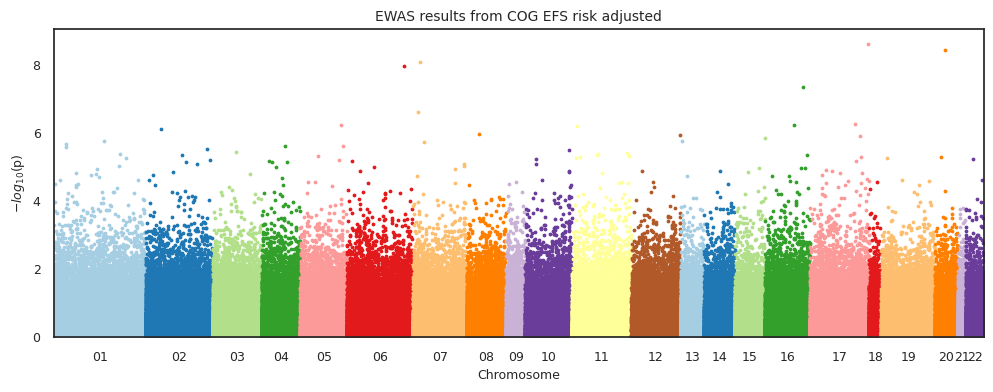 EWAS results from COG EFS risk adjusted
8
6
4
2
0
−log₁₀(p)
01 02 03 04 05 06 07 08 09 10 11 12 13 14 15 16 17 18 19 20 21 22
Chromosome